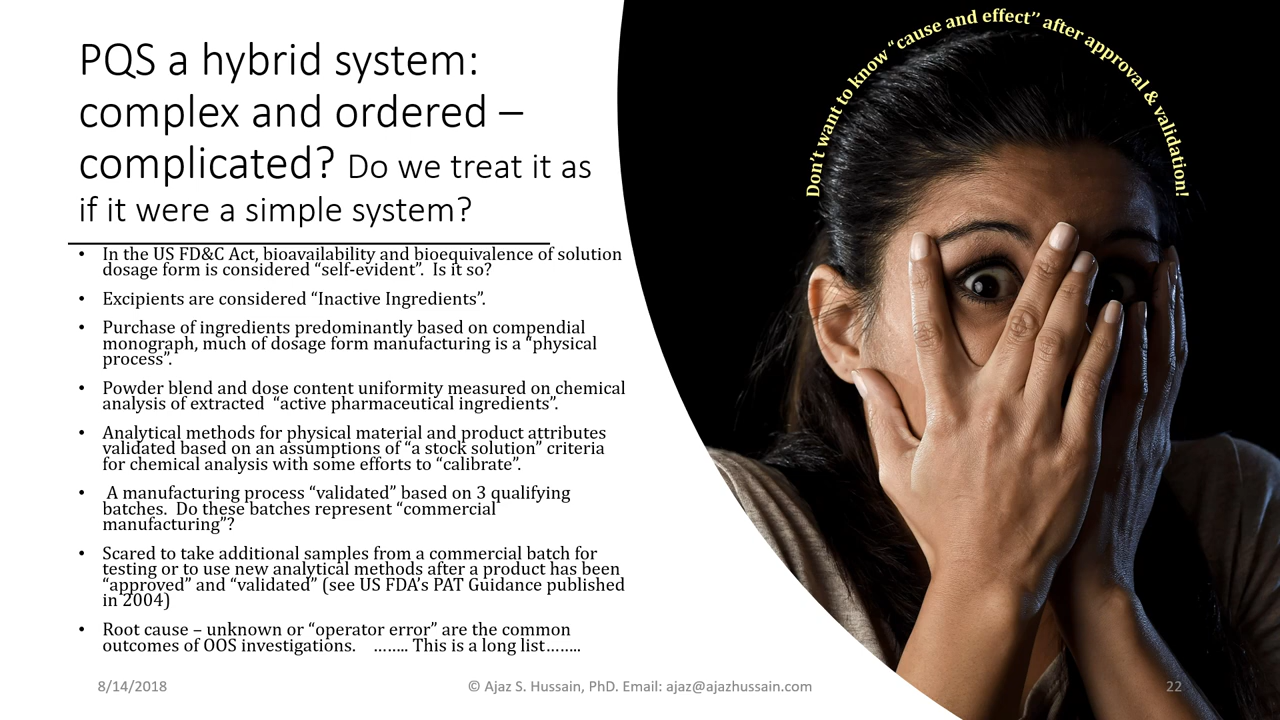 PQS a hybrid system:
complex and ordered –
complicated? Do we treat it as
if it were a simple system?
• In the US FD&C Act, bioavailability and bioequivalence of solution
dosage form is considered “self-evident”.  Is it so?
• Excipients are considered “Inactive Ingredients”.
• Purchase of ingredients predominantly based on compendial
monograph, much of dosage form manufacturing is a “physical
process”.
• Powder blend and dose content uniformity measured on chemical
analysis of extracted  “active pharmaceutical ingredients”.
• Analytical methods for physical material and product attributes
validated based on an assumptions of “a stock solution” criteria
for chemical analysis with some efforts to “calibrate”.
•  A manufacturing process “validated” based on 3 qualifying
batches.  Do these batches represent “commercial
manufacturing”?
• Scared to take additional samples from a commercial batch for
testing or to use new analytical methods after a product has been
“approved” and “validated” (see US FDA’s PAT Guidance published
in 2004)
• Root cause – unknown or “operator error” are the common
outcomes of OOS investigations.    …….. This is a long list……..
Don’t want to know “cause and effect’’ after approval & validation!
8/14/2018
© Ajaz S. Hussain, PhD. Email: ajaz@ajazhussain.com
22